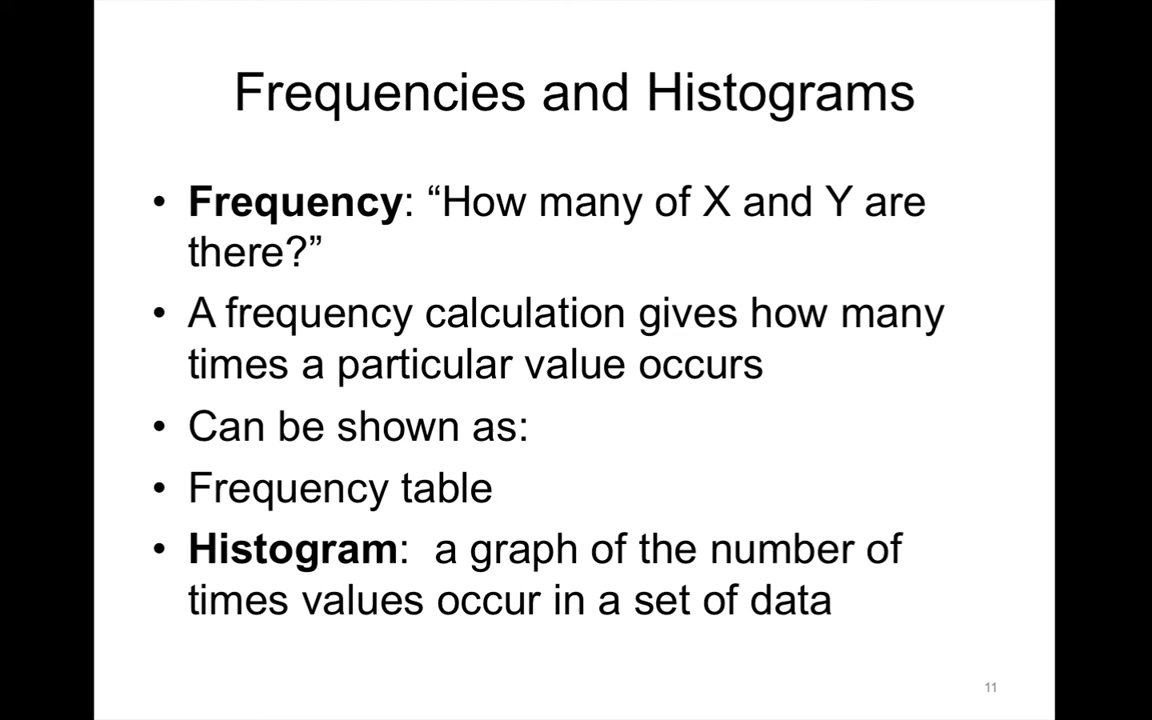 Frequencies and Histograms
• Frequency: “How many of X and Y are
there?”
• A frequency calculation gives how many
times a particular value occurs
• Can be shown as:
• Frequency table
• Histogram:  a graph of the number of
times values occur in a set of data
11